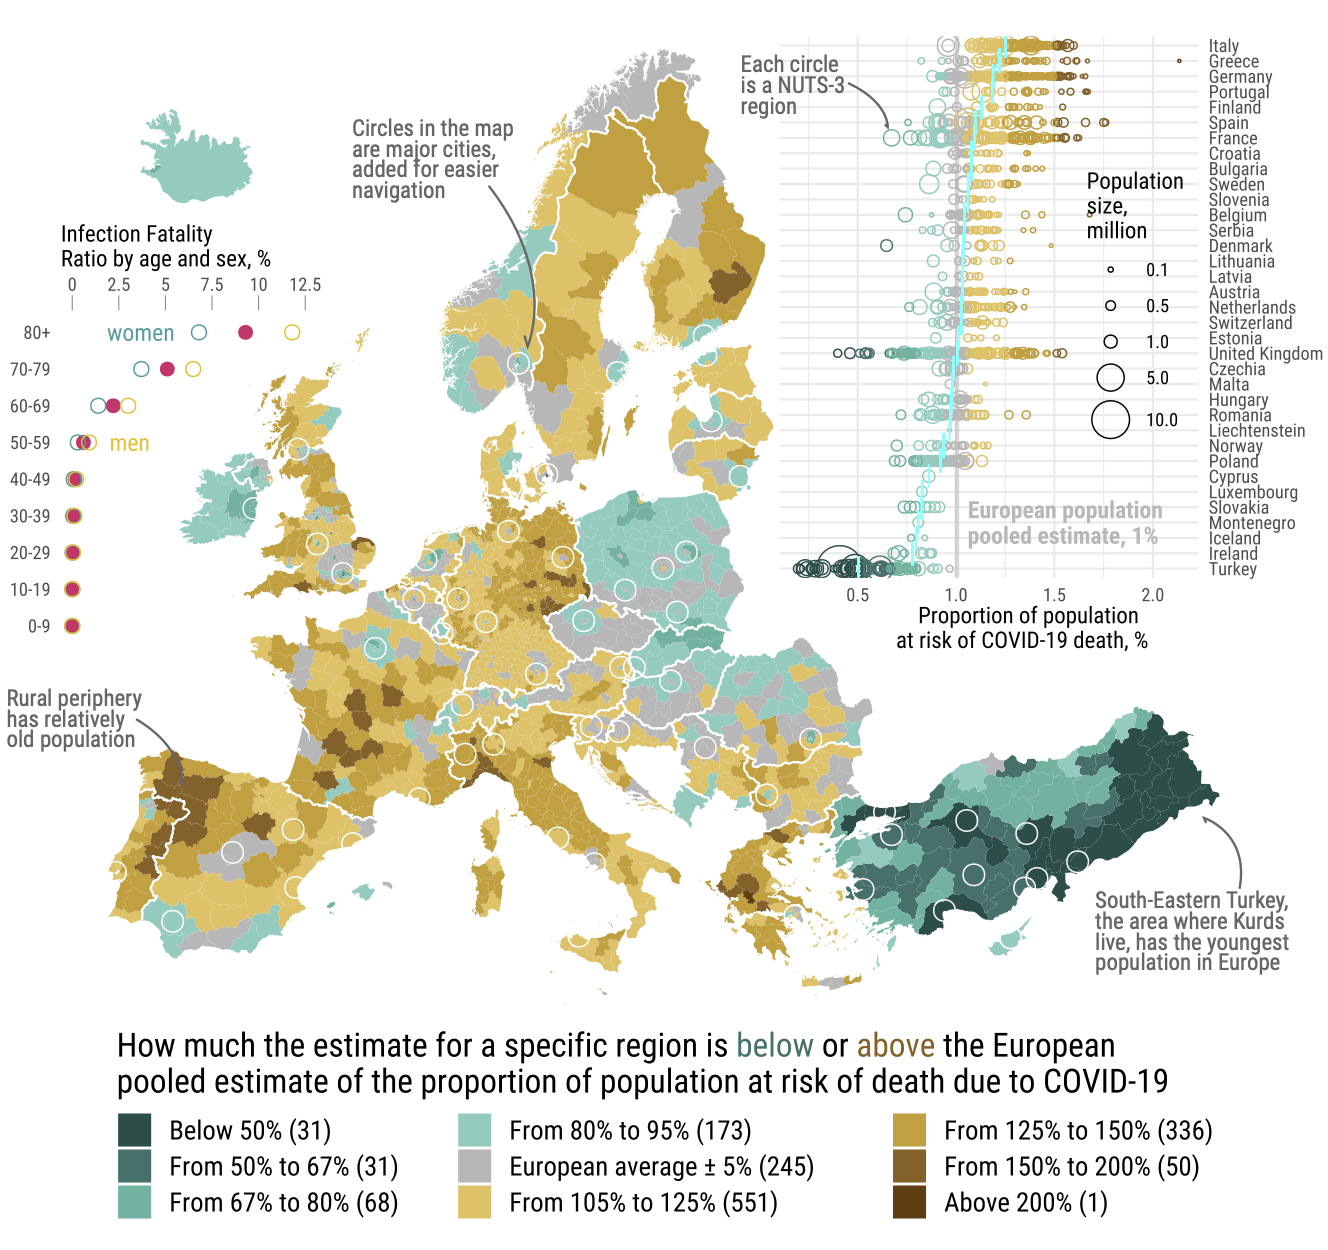 Each circle
is a NUTS-3
region
Circles in the map
are major cities,
added for easier
navigation
Infection Fatality
Ratio by age and sex, %
0 2.5 5 7.5 10 12.5
80+
women
70-79
60-69
50-59
men
40-49
30-39
20-29
10-19
0-9
Italy
Greece
Germany
Portugal
Finland
Spain
France
Croatia
Bulgaria
Sweden
Slovenia
Belgium
Serbia
Denmark
Lithuania
Latvia
Austria
Netherlands
Switzerland
Estonia
United Kingdom
Czechia
Malta
Hungary
Romania
Liechtenstein
Norway
Poland
Cyprus
Luxembourg
Slovakia
Montenegro
Iceland
Ireland
Turkey
Population
size,
million
0.1
0.5
1.0
5.0
10.0
European population
pooled estimate, 1%
0.5 1.0 1.5 2.0
Proportion of population
at risk of COVID-19 death, %
Rural periphery
has relatively
old population
South-Eastern Turkey,
the area where Kurds
live, has the youngest
population in Europe
How much the estimate for a specific region is below or above the European
pooled estimate of the proportion of population at risk of death due to COVID-19
Below 50% (31)
From 50% to 67% (31)
From 67% to 80% (68)
From 80% to 95% (173)
European average ± 5% (245)
From 105% to 125% (551)
From 125% to 150% (336)
From 150% to 200% (50)
Above 200% (1)